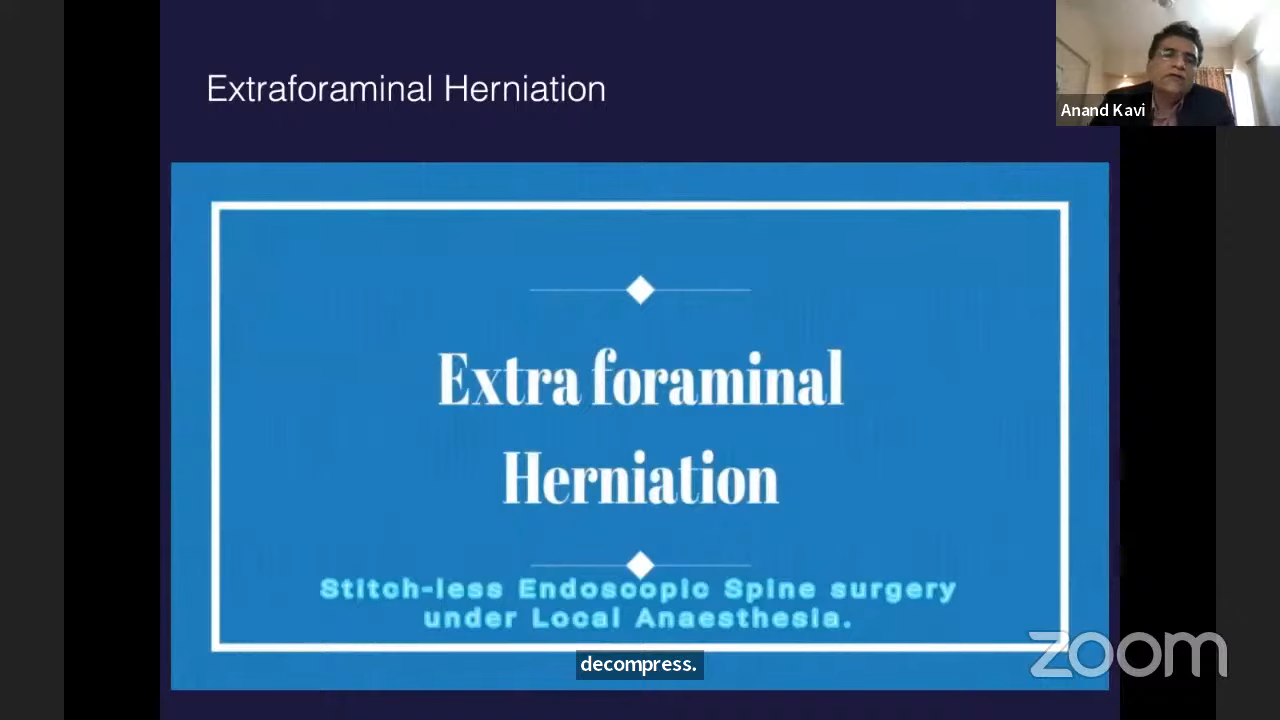 Extraforaminal Herniation
Anand Kavi
Extra foraminal
Herniation
Stitch-less Endoscopic Spine surgery
under Local Anaesthesia.
decompress.
zoom